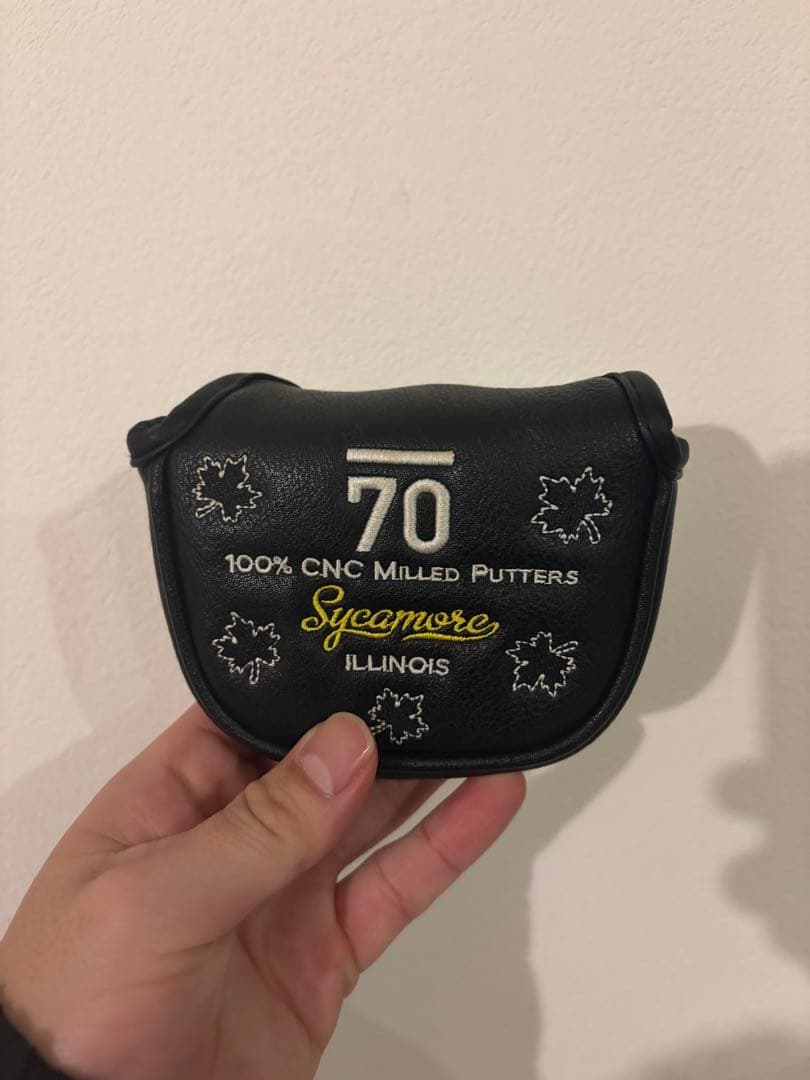 70
100% CNC MILLED PUTTERS
Sycamore
ILLINOIS